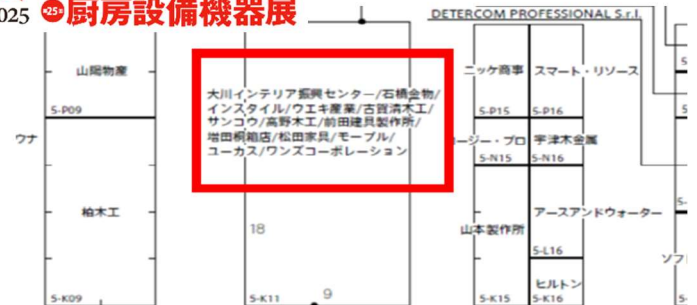 2025 第25回 厨房設備機器展
DETERCOM PROFESSIONAL S.r.l.
山陽物産
5-P09
ウナ
柏木工
5-K09
大川インテリア振興センター/石橋金物/
インスタイル/ウエキ産業/古賀清木工/
サンコウ/高野木工/前田建具製作所/
増田桐箱店/松田家具/モーブル/
ユーカス/ワンズコーポレーション
18
5-K11
9
ニッケ商事
5-P15
スマート・リソース
5-P16
ージー・プロ
5-N15
宇津木金属
5-N16
山本製作所
5-K15
アースアンドウォーター
5-L16
ヒルトン
5-K16
ソフ